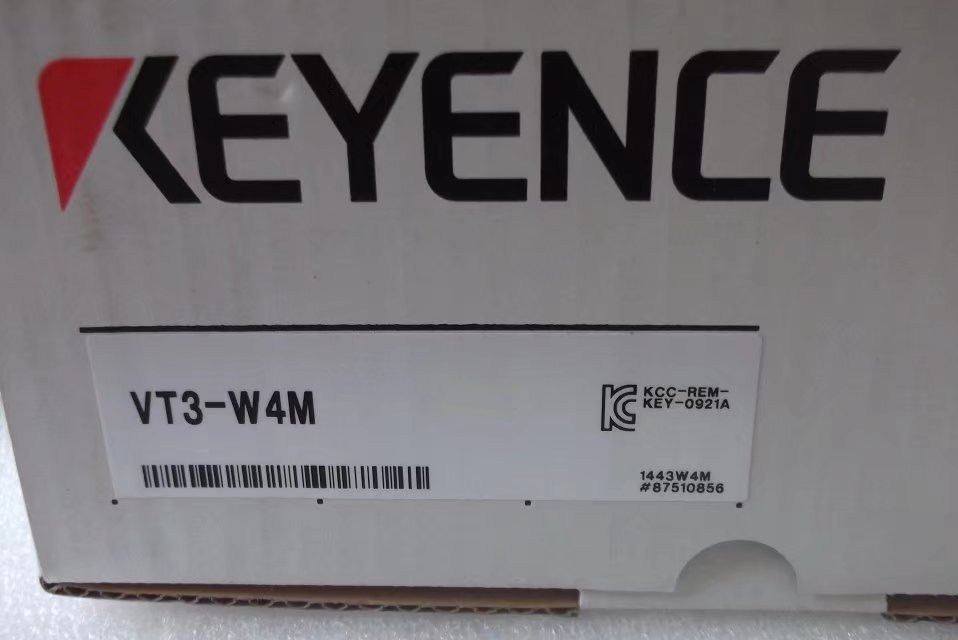 KEYENCE
VT3-W4M
KCC-REM-
KEY-0921A
1443W4M
#87510856